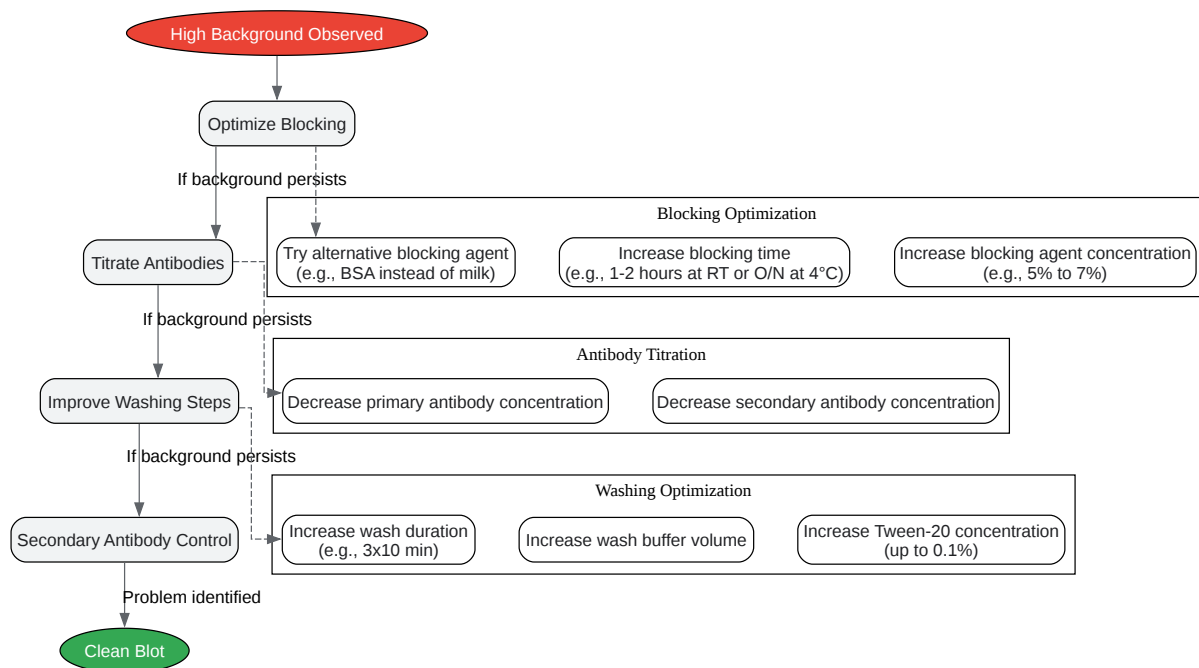 High Background Observed
Optimize Blocking
If background persists
Blocking Optimization
Titrate Antibodies
Try alternative blocking agent
(e.g., BSA instead of milk)
Increase blocking time
(e.g., 1-2 hours at RT or O/N at 4°C)
Increase blocking agent concentration
(e.g., 5% to 7%)
If background persists
Antibody Titration
Improve Washing Steps
Decrease primary antibody concentration
Decrease secondary antibody concentration
If background persists
Washing Optimization
Secondary Antibody Control
Increase wash duration
(e.g., 3x10 min)
Increase wash buffer volume
Increase Tween-20 concentration
(up to 0.1%)
Problem identified
Clean Blot